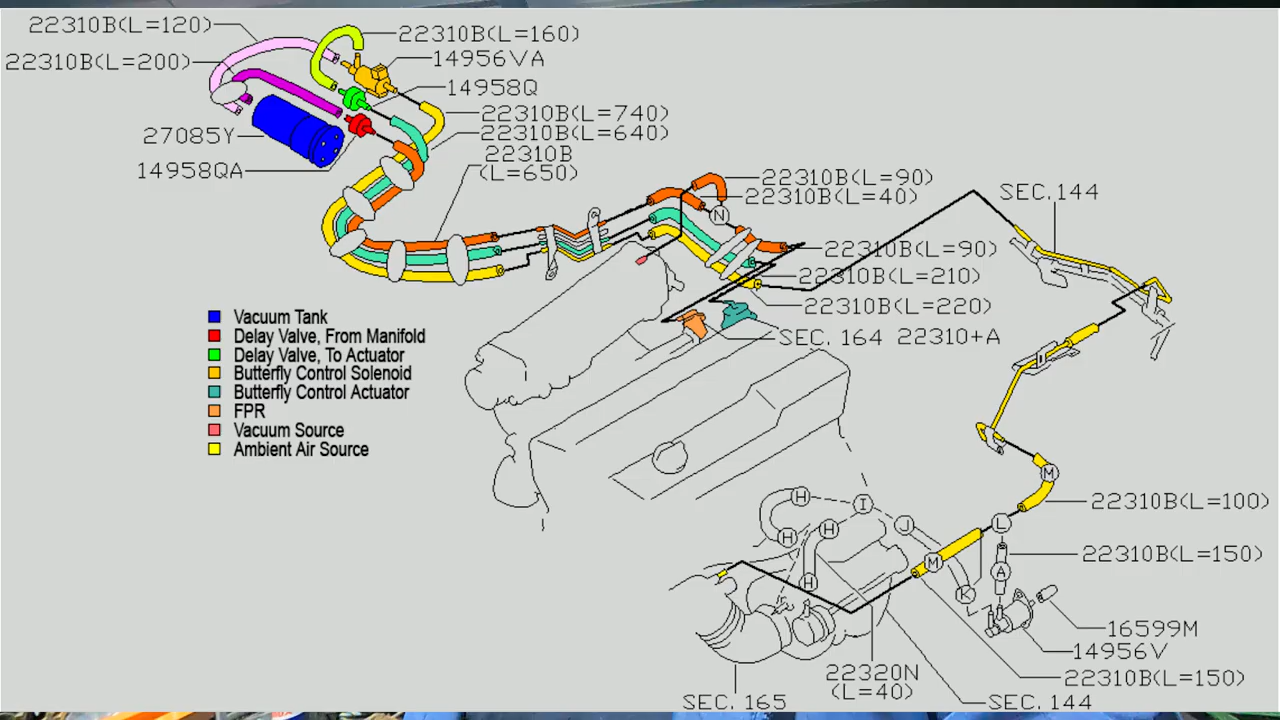 22310B(L=120)
22310B(L=160)
22310B(L=200)
14956VA
14958Q
22310B(L=740)
22310B(L=640)
27085Y
22310B
(L=650)
14958QA
22310B(L=90)
22310B(L=40)
SEC.144
N
22310B(L=90)
22310B(L=210)
22310B(L=220)
SEC. 164 22310+A
Vacuum Tank
Delay Valve, From Manifold
Delay Valve, To Actuator
Butterfly Control Solenoid
Butterfly Control Actuator
FPR
Vacuum Source
Ambient Air Source
M
22310B(L=100)
H
I
J
L
H
H
22310B(L=150)
M
A
H
K
16599M
14956V
22320N
(L=40)
22310B(L=150)
SEC. 165
SEC. 144